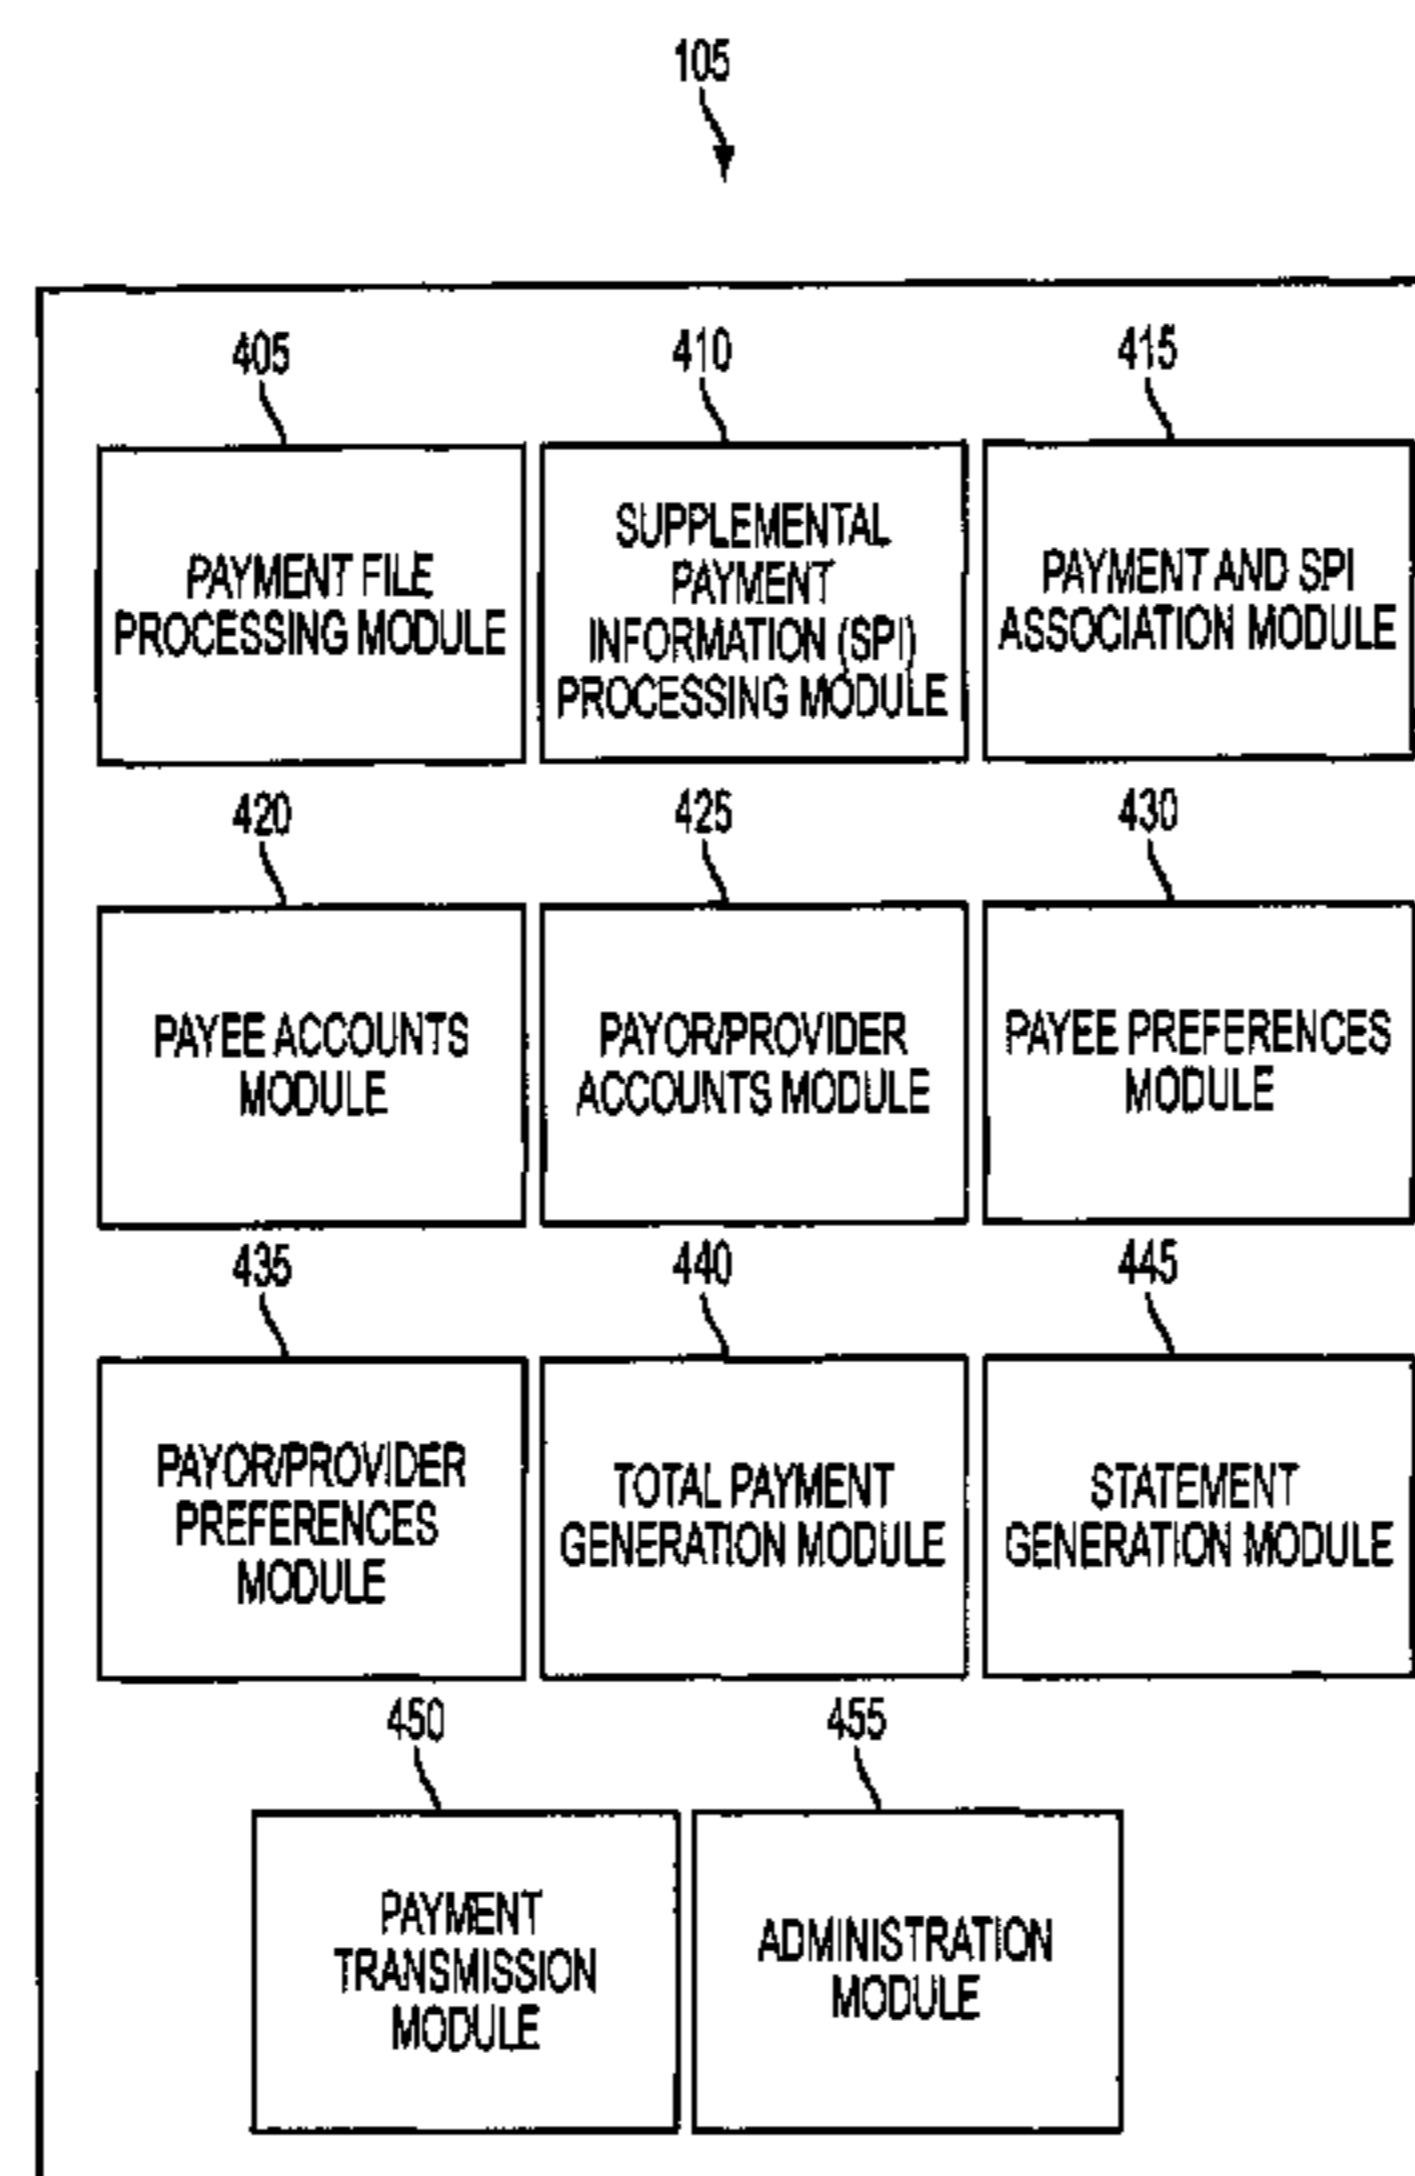 105
405
410
415
PAYMENT FILE
PROCESSING MODULE
SUPPLEMENTAL
PAYMENT
INFORMATION (SPI)
PROCESSING MODULE
PAYMENT AND SPI
ASSOCIATION MODULE
420
425
430
PAYEE ACCOUNTS
MODULE
PAYOR/PROVIDER
ACCOUNTS MODULE
PAYEE PREFERENCES
MODULE
435
440
445
PAYOR/PROVIDER
PREFERENCES
MODULE
TOTAL PAYMENT
GENERATION MODULE
STATEMENT
GENERATION MODULE
450
455
PAYMENT
TRANSMISSION
MODULE
ADMINISTRATION
MODULE